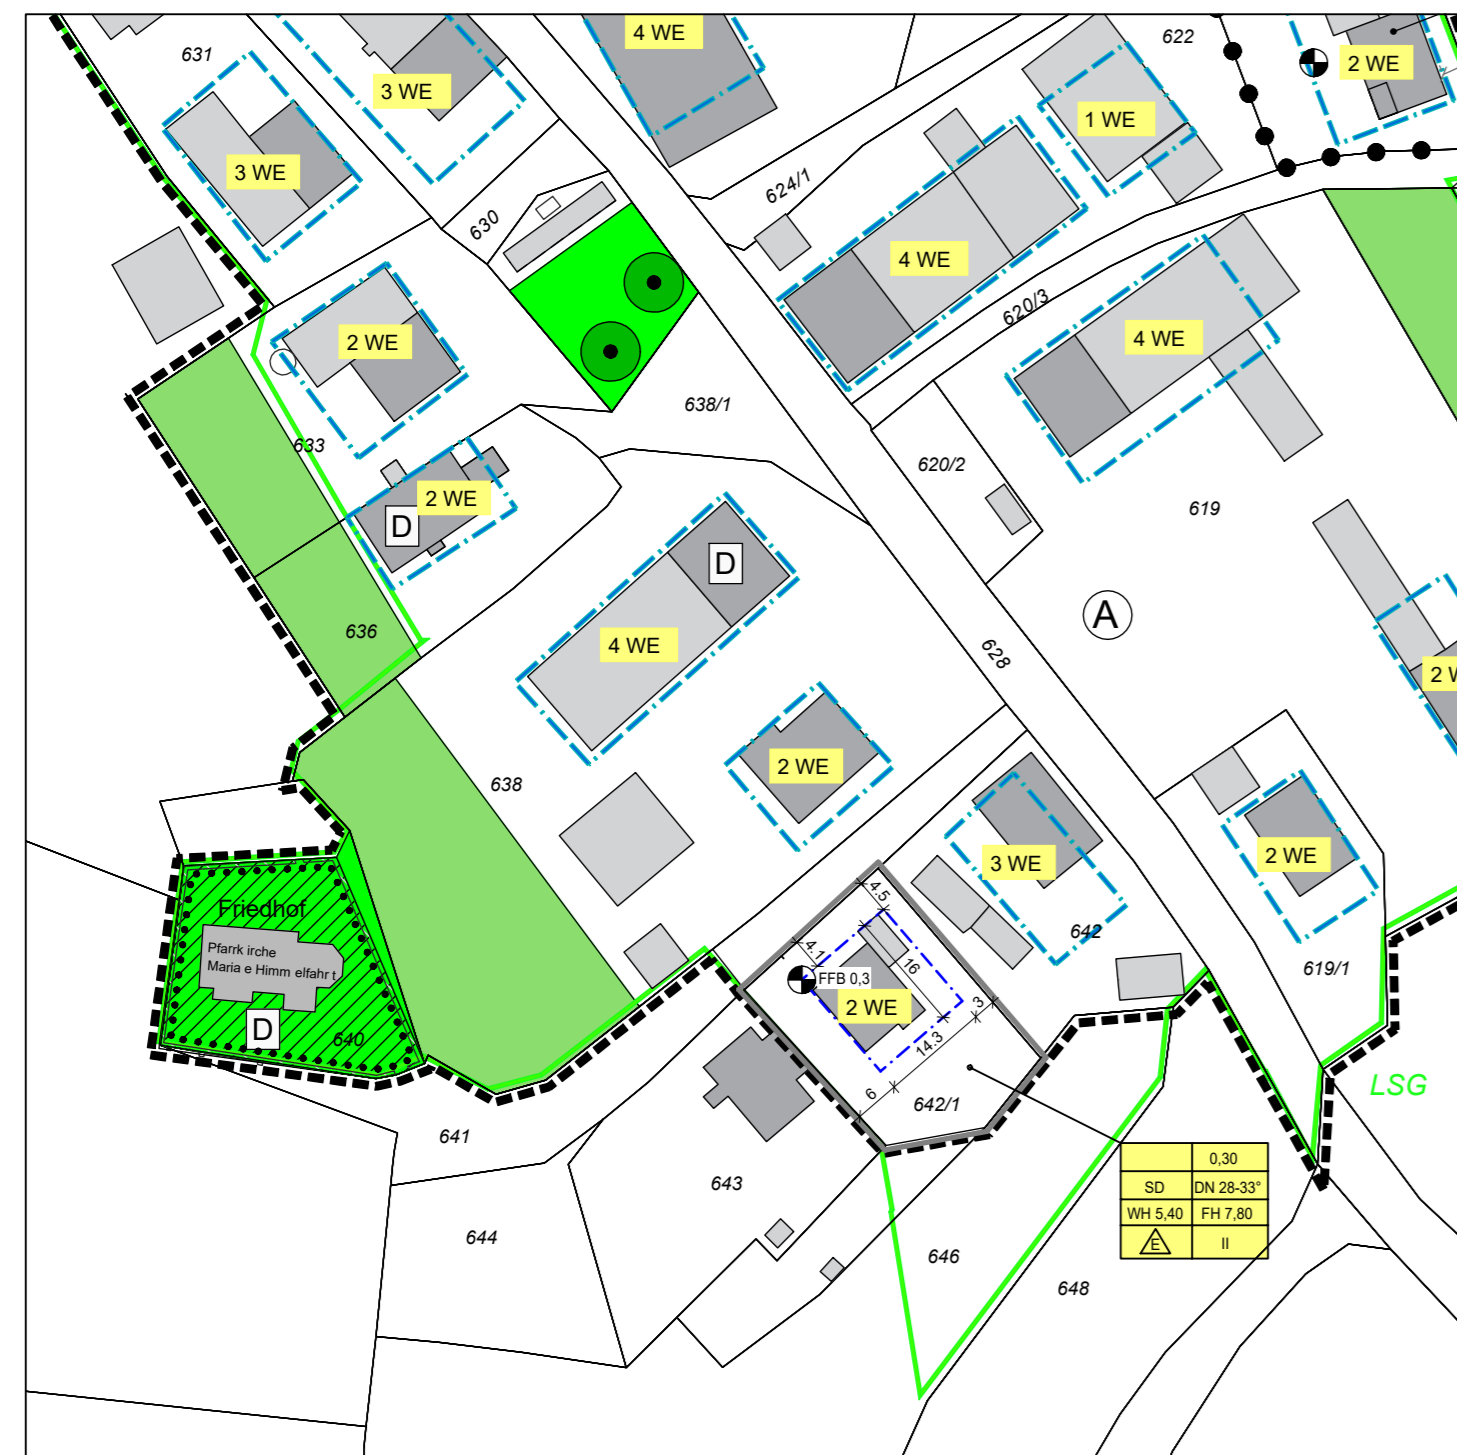 4 WE
622
631
2 WE
3 WE
1 WE
3 WE
624/1
630
4 WE
620/3
2 WE
4 WE
638/1
633
620/2
2 WE
619
D
D
A
636
4 WE
628
2 W
2 WE
638
2 WE
3 WE
4.5
Friedhof
642
Pfarrk irche
Maria e Himm elfahr t
4.1
16
619/1
FFB 0,3
2 WE
3
D
640
14.3
LSG
6
642/1
641
0,30
643
SD
DN 28-33°
WH 5,40
FH 7,80
644
E
II
646
648